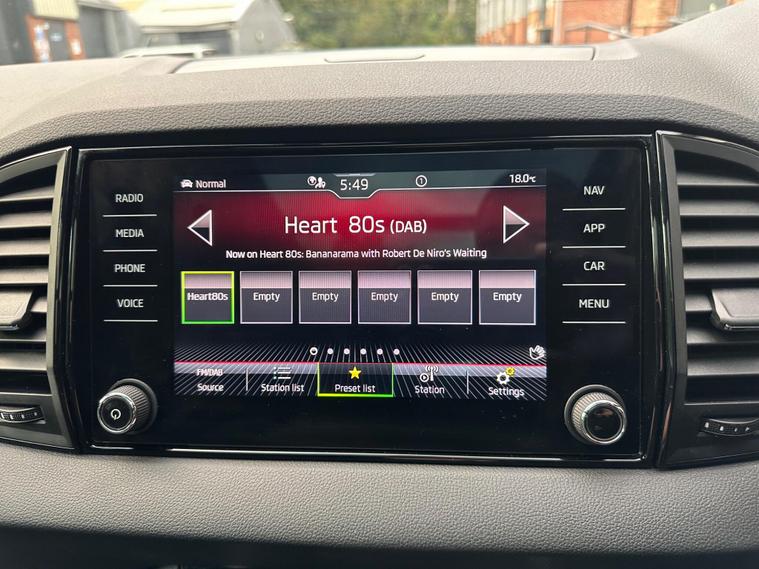 Normal
5:49
1
18.0°C
RADIO
MEDIA
PHONE
VOICE
Heart 80s (DAB)
Now on Heart 80s: Bananarama with Robert De Niro's Waiting
Heart80s
Empty
Empty
Empty
Empty
Empty
FM/DAB
Source
Station list
Preset list
Station
Settings
NAV
APP
CAR
MENU